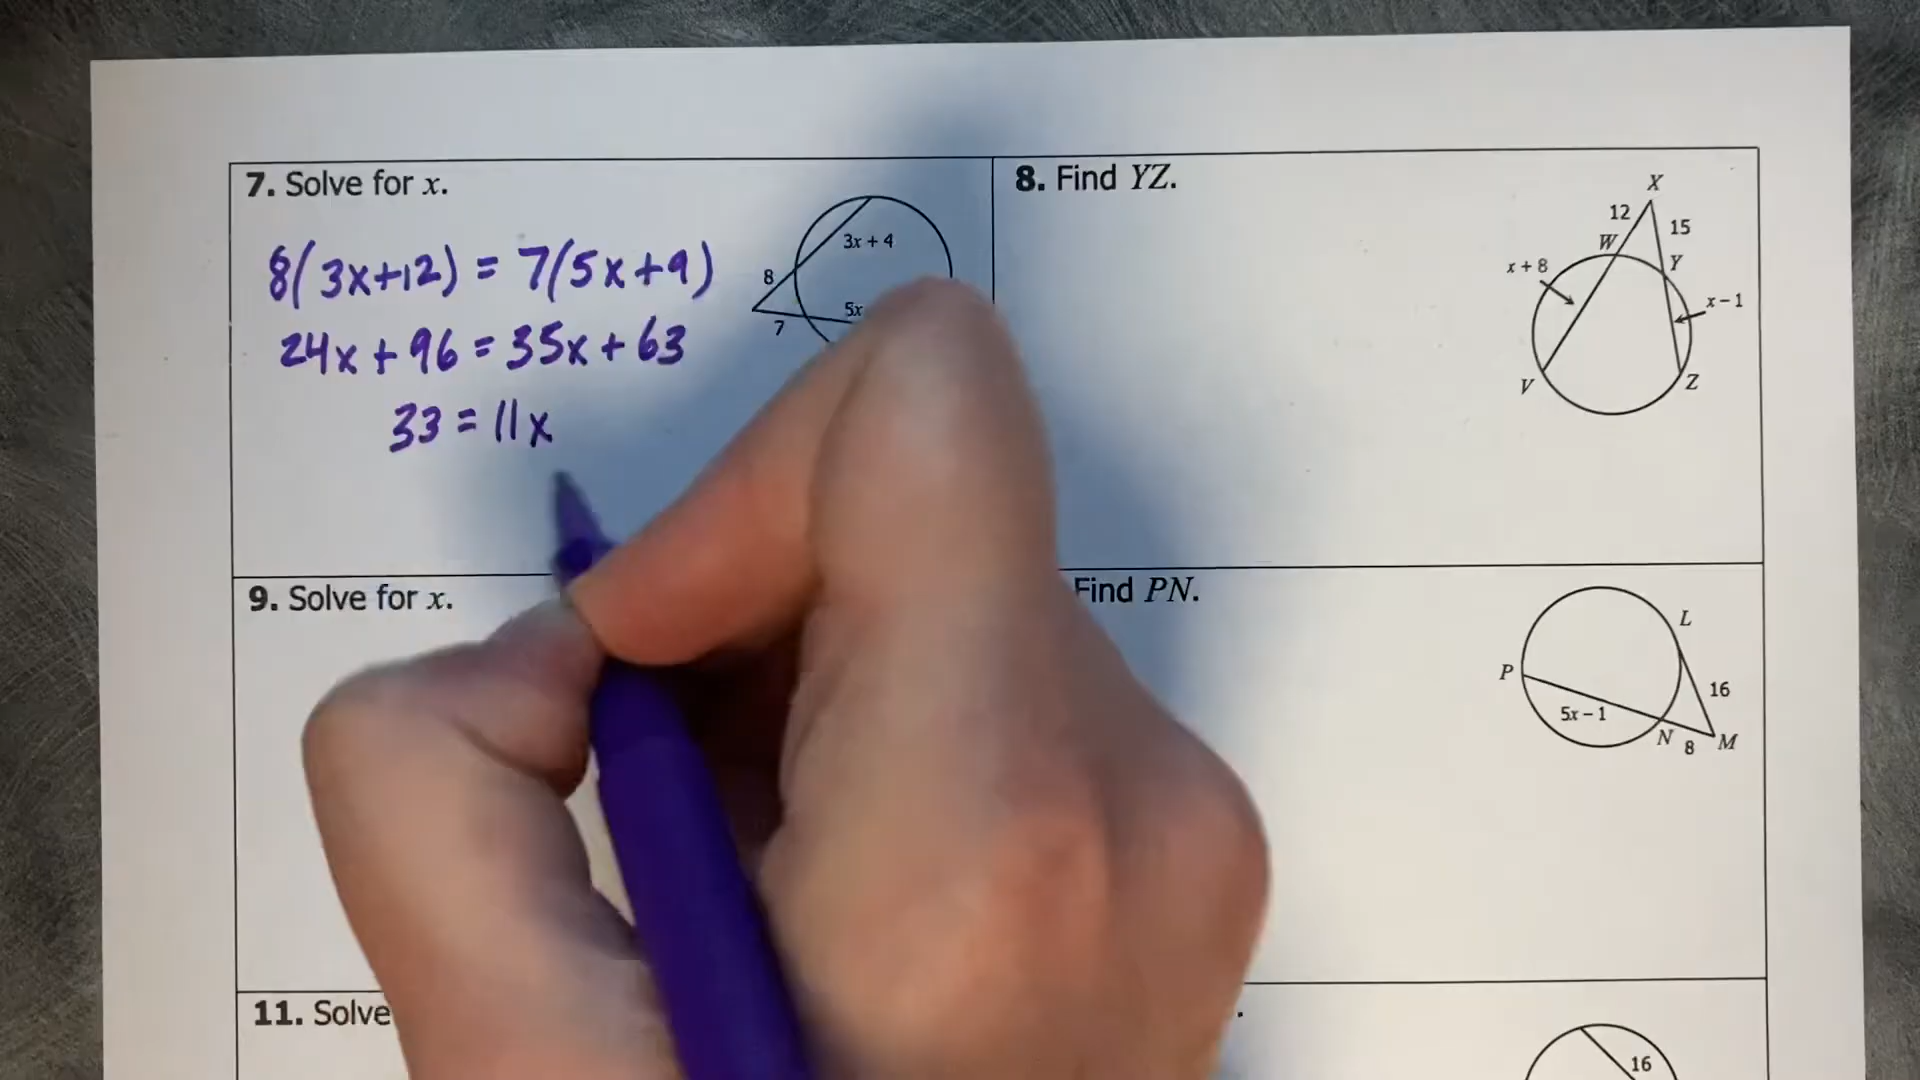 7. Solve for x.
8(3x+12) = 7(5x+9)
24x + 96 = 35x + 63
33 = 11x
3x + 4
8
5x
7
8. Find YZ.
X
12
15
W
Y
x + 8
x − 1
V
Z
9. Solve for x.
Find PN.
L
P
16
5x − 1
N
8
M
11. Solve
.
16